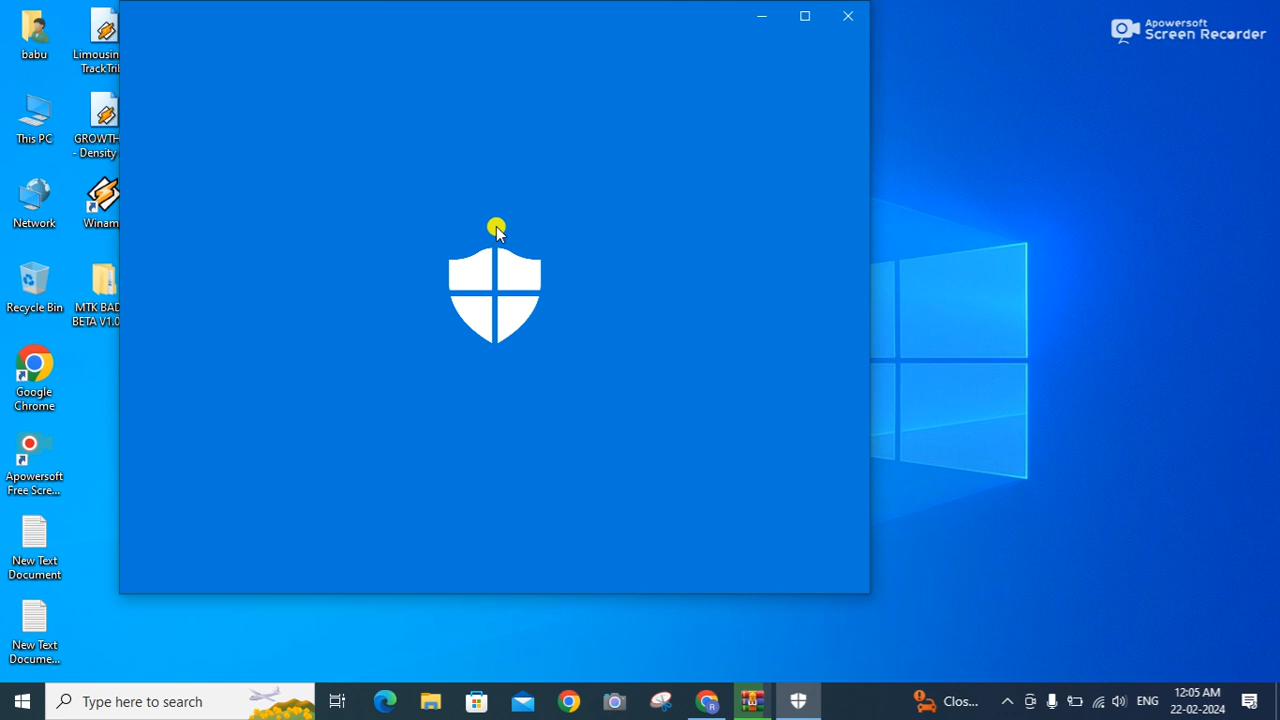 babu
Limousin...
TrackTri
This PC
GROWTH
- Density
Network
Winam
Recycle Bin
MTK BAD
BETA V1.0
Google
Chrome
Apowersoft
Free Scre...
New Text
Document
New Text
Docume...
Apowersoft
Screen Recorder
Type here to search
Clos...
ENG
12:05 AM
22-02-2024